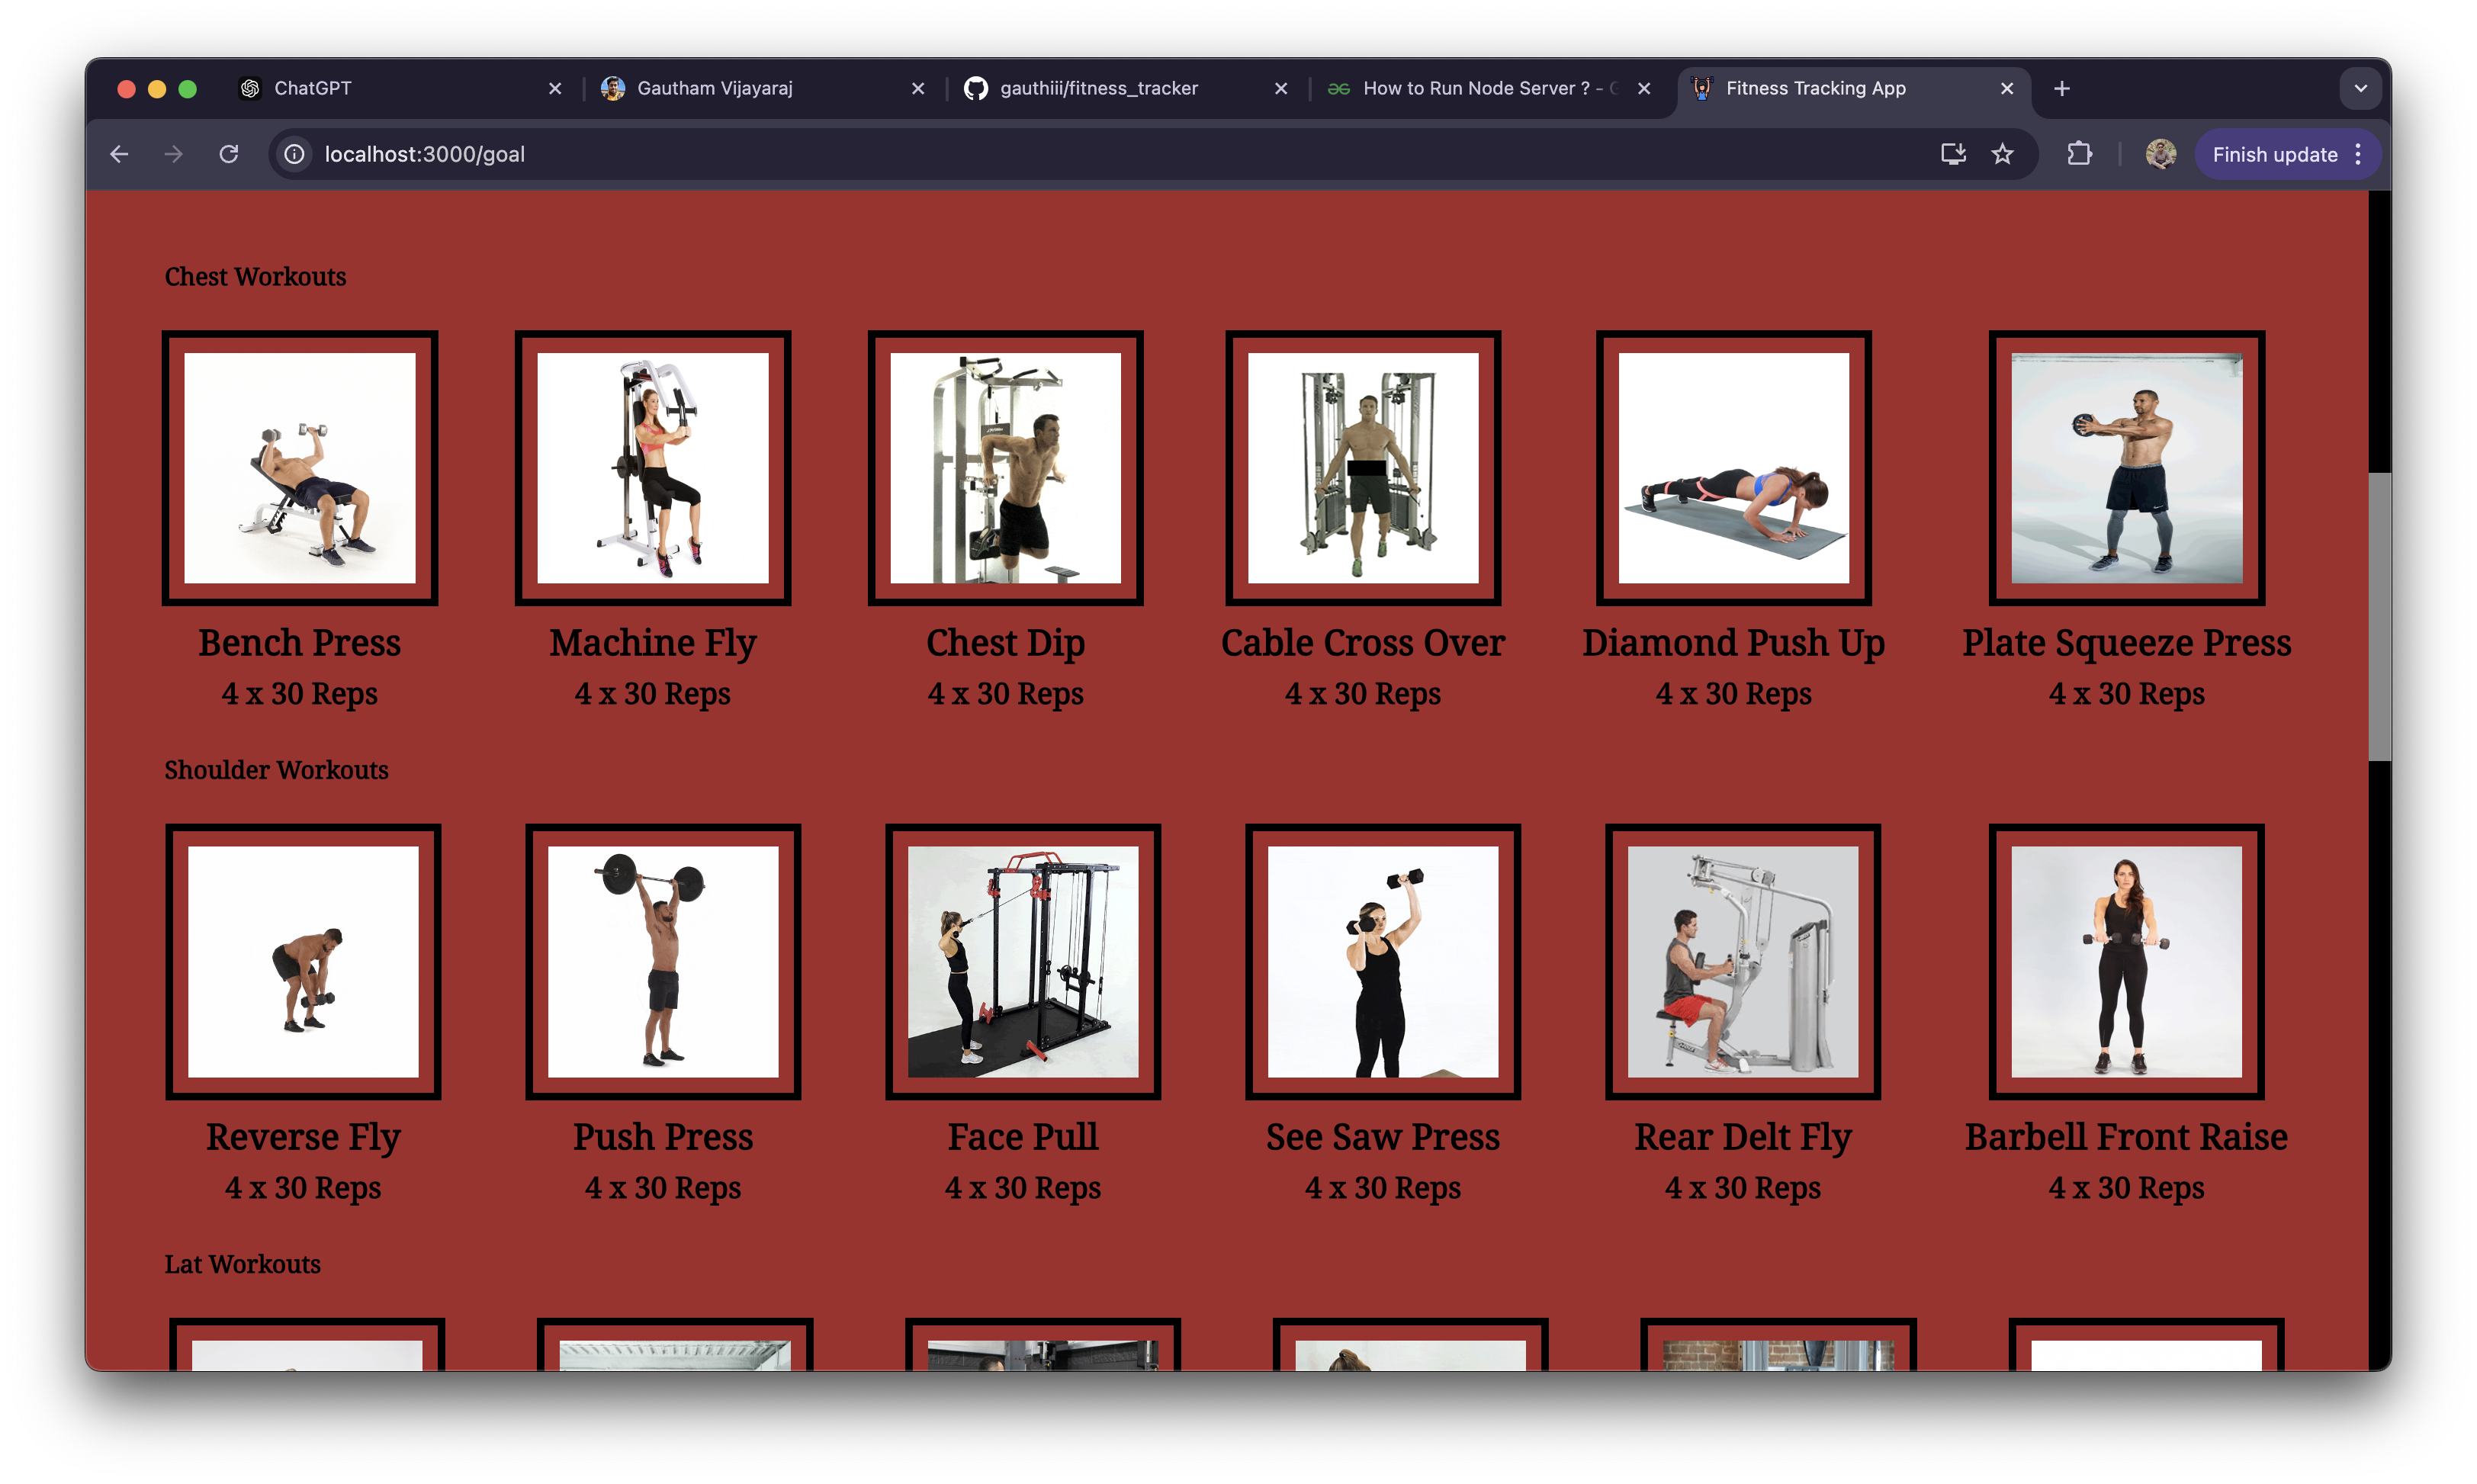 ChatGPT
Gautham Vijayaraj
gauthiii/fitness_tracker
How to Run Node Server ? -
Fitness Tracking App
localhost:3000/goal
Finish update
Chest Workouts
Bench Press
Machine Fly
Chest Dip
Cable Cross Over
Diamond Push Up
Plate Squeeze Press
4 x 30 Reps
4 x 30 Reps
4 x 30 Reps
4 x 30 Reps
4 x 30 Reps
4 x 30 Reps
Shoulder Workouts
Reverse Fly
Push Press
Face Pull
See Saw Press
Rear Delt Fly
Barbell Front Raise
4 x 30 Reps
4 x 30 Reps
4 x 30 Reps
4 x 30 Reps
4 x 30 Reps
4 x 30 Reps
Lat Workouts